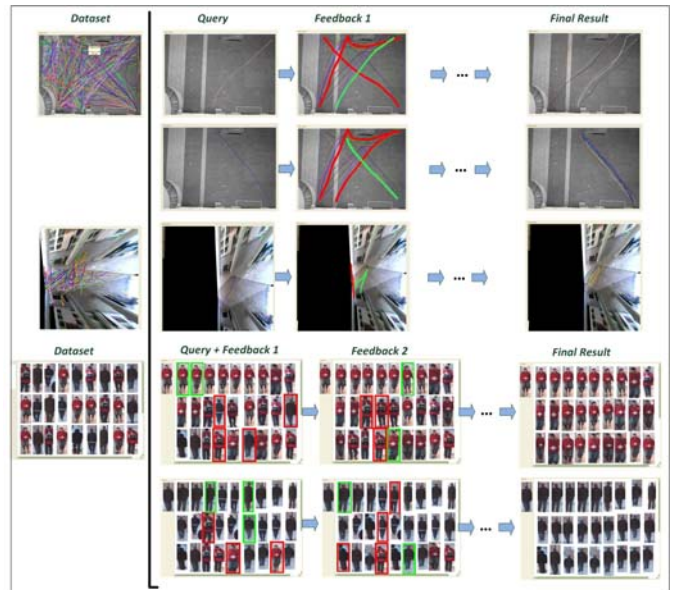 Dataset
Query
Feedback 1
Final Result
...
...
...
Dataset
Query + Feedback 1
Feedback 2
Final Result
...
...